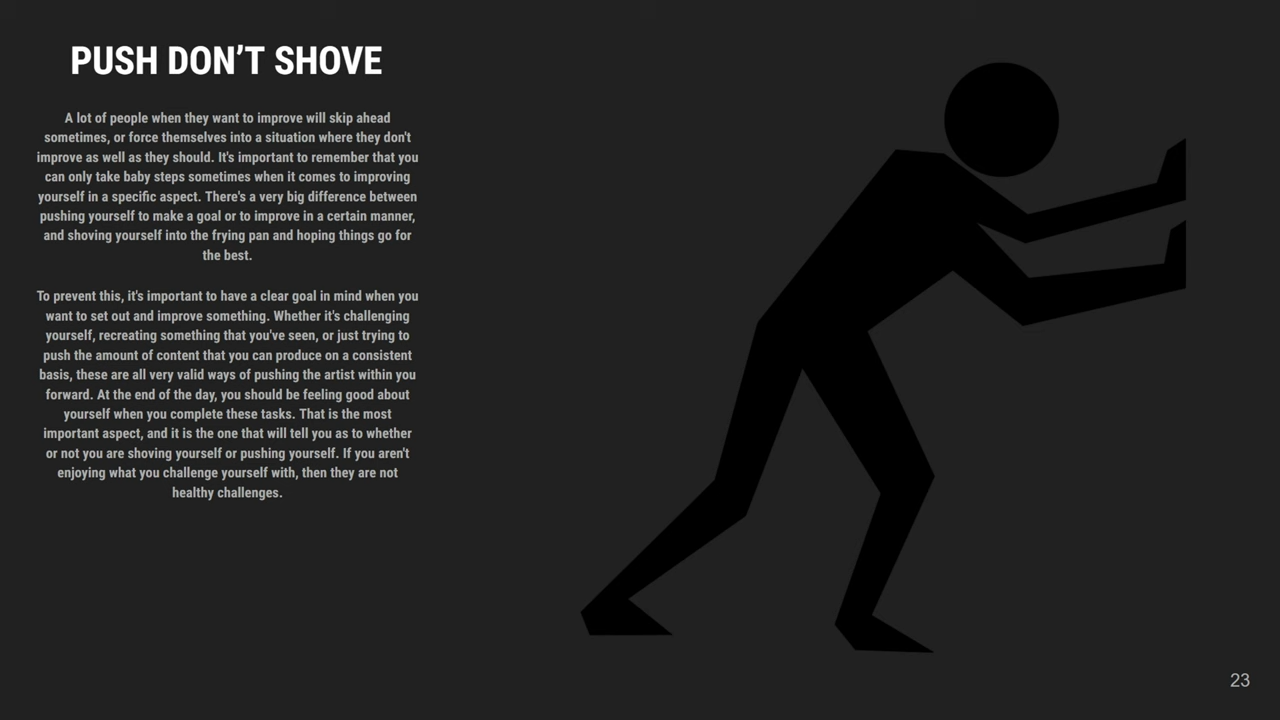 PUSH DON’T SHOVE
A lot of people when they want to improve will skip ahead
sometimes, or force themselves into a situation where they don't
improve as well as they should. It's important to remember that you
can only take baby steps sometimes when it comes to improving
yourself in a specific aspect. There's a very big difference between
pushing yourself to make a goal or to improve in a certain manner,
and shoving yourself into the frying pan and hoping things go for
the best.
To prevent this, it's important to have a clear goal in mind when you
want to set out and improve something. Whether it's challenging
yourself, recreating something that you've seen, or just trying to
push the amount of content that you can produce on a consistent
basis, these are all very valid ways of pushing the artist within you
forward. At the end of the day, you should be feeling good about
yourself when you complete these tasks. That is the most
important aspect, and it is the one that will tell you as to whether
or not you are shoving yourself or pushing yourself. If you aren't
enjoying what you challenge yourself with, then they are not
healthy challenges.
23